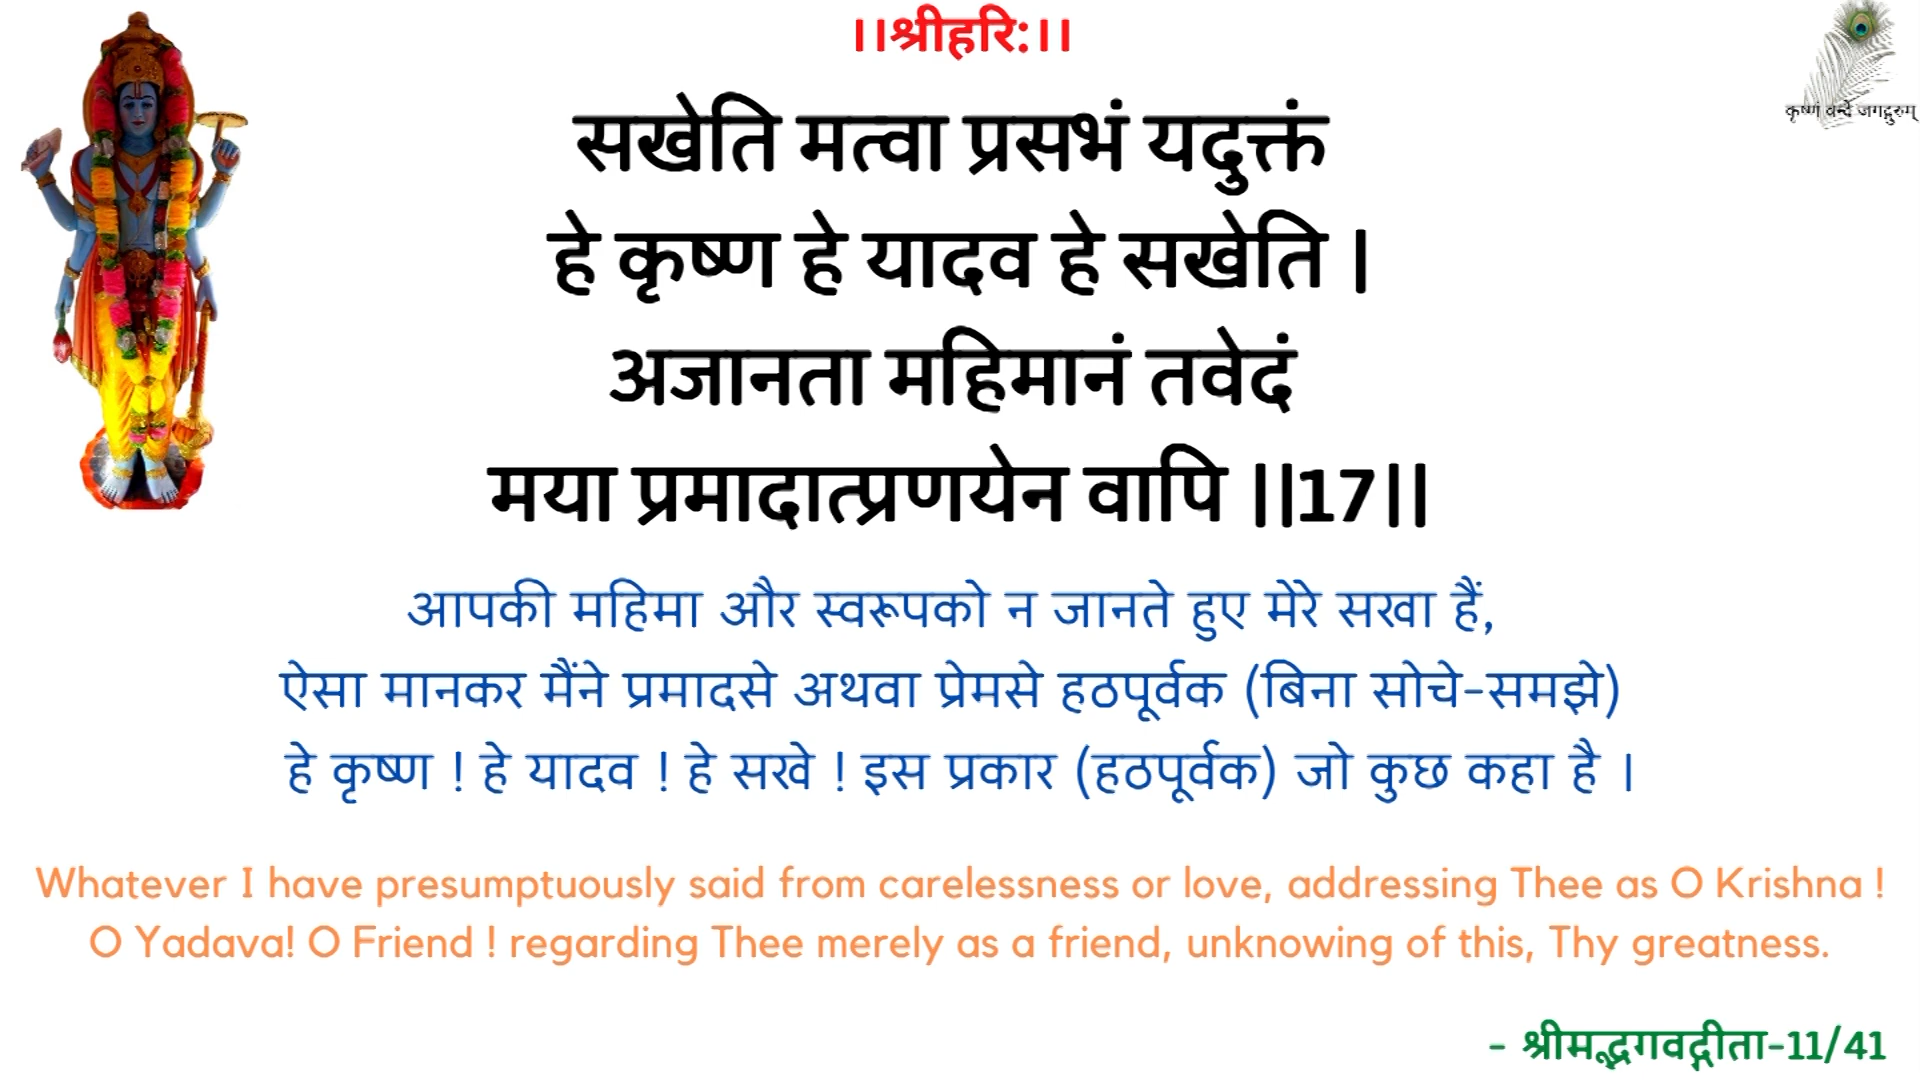 ।।श्रीहरि:।।
कृष्णं वन्दे जगद्गुरुम्
सखेति मत्वा प्रसभं यदुक्तं
हे कृष्ण हे यादव हे सखेति |
अजानता महिमानं तवेदं
मया प्रमादात्प्रणयेन वापि ||17||
आपकी महिमा और स्वरूपको न जानते हुए मेरे सखा हैं,
ऐसा मानकर मैंने प्रमादसे अथवा प्रेमसे हठपूर्वक (बिना सोचे-समझे)
हे कृष्ण ! हे यादव ! हे सखे ! इस प्रकार (हठपूर्वक) जो कुछ कहा है ।
Whatever I have presumptuously said from carelessness or love, addressing Thee as O Krishna !
O Yadava! O Friend ! regarding Thee merely as a friend, unknowing of this, Thy greatness.
- श्रीमद्भगवद्गीता-11/41